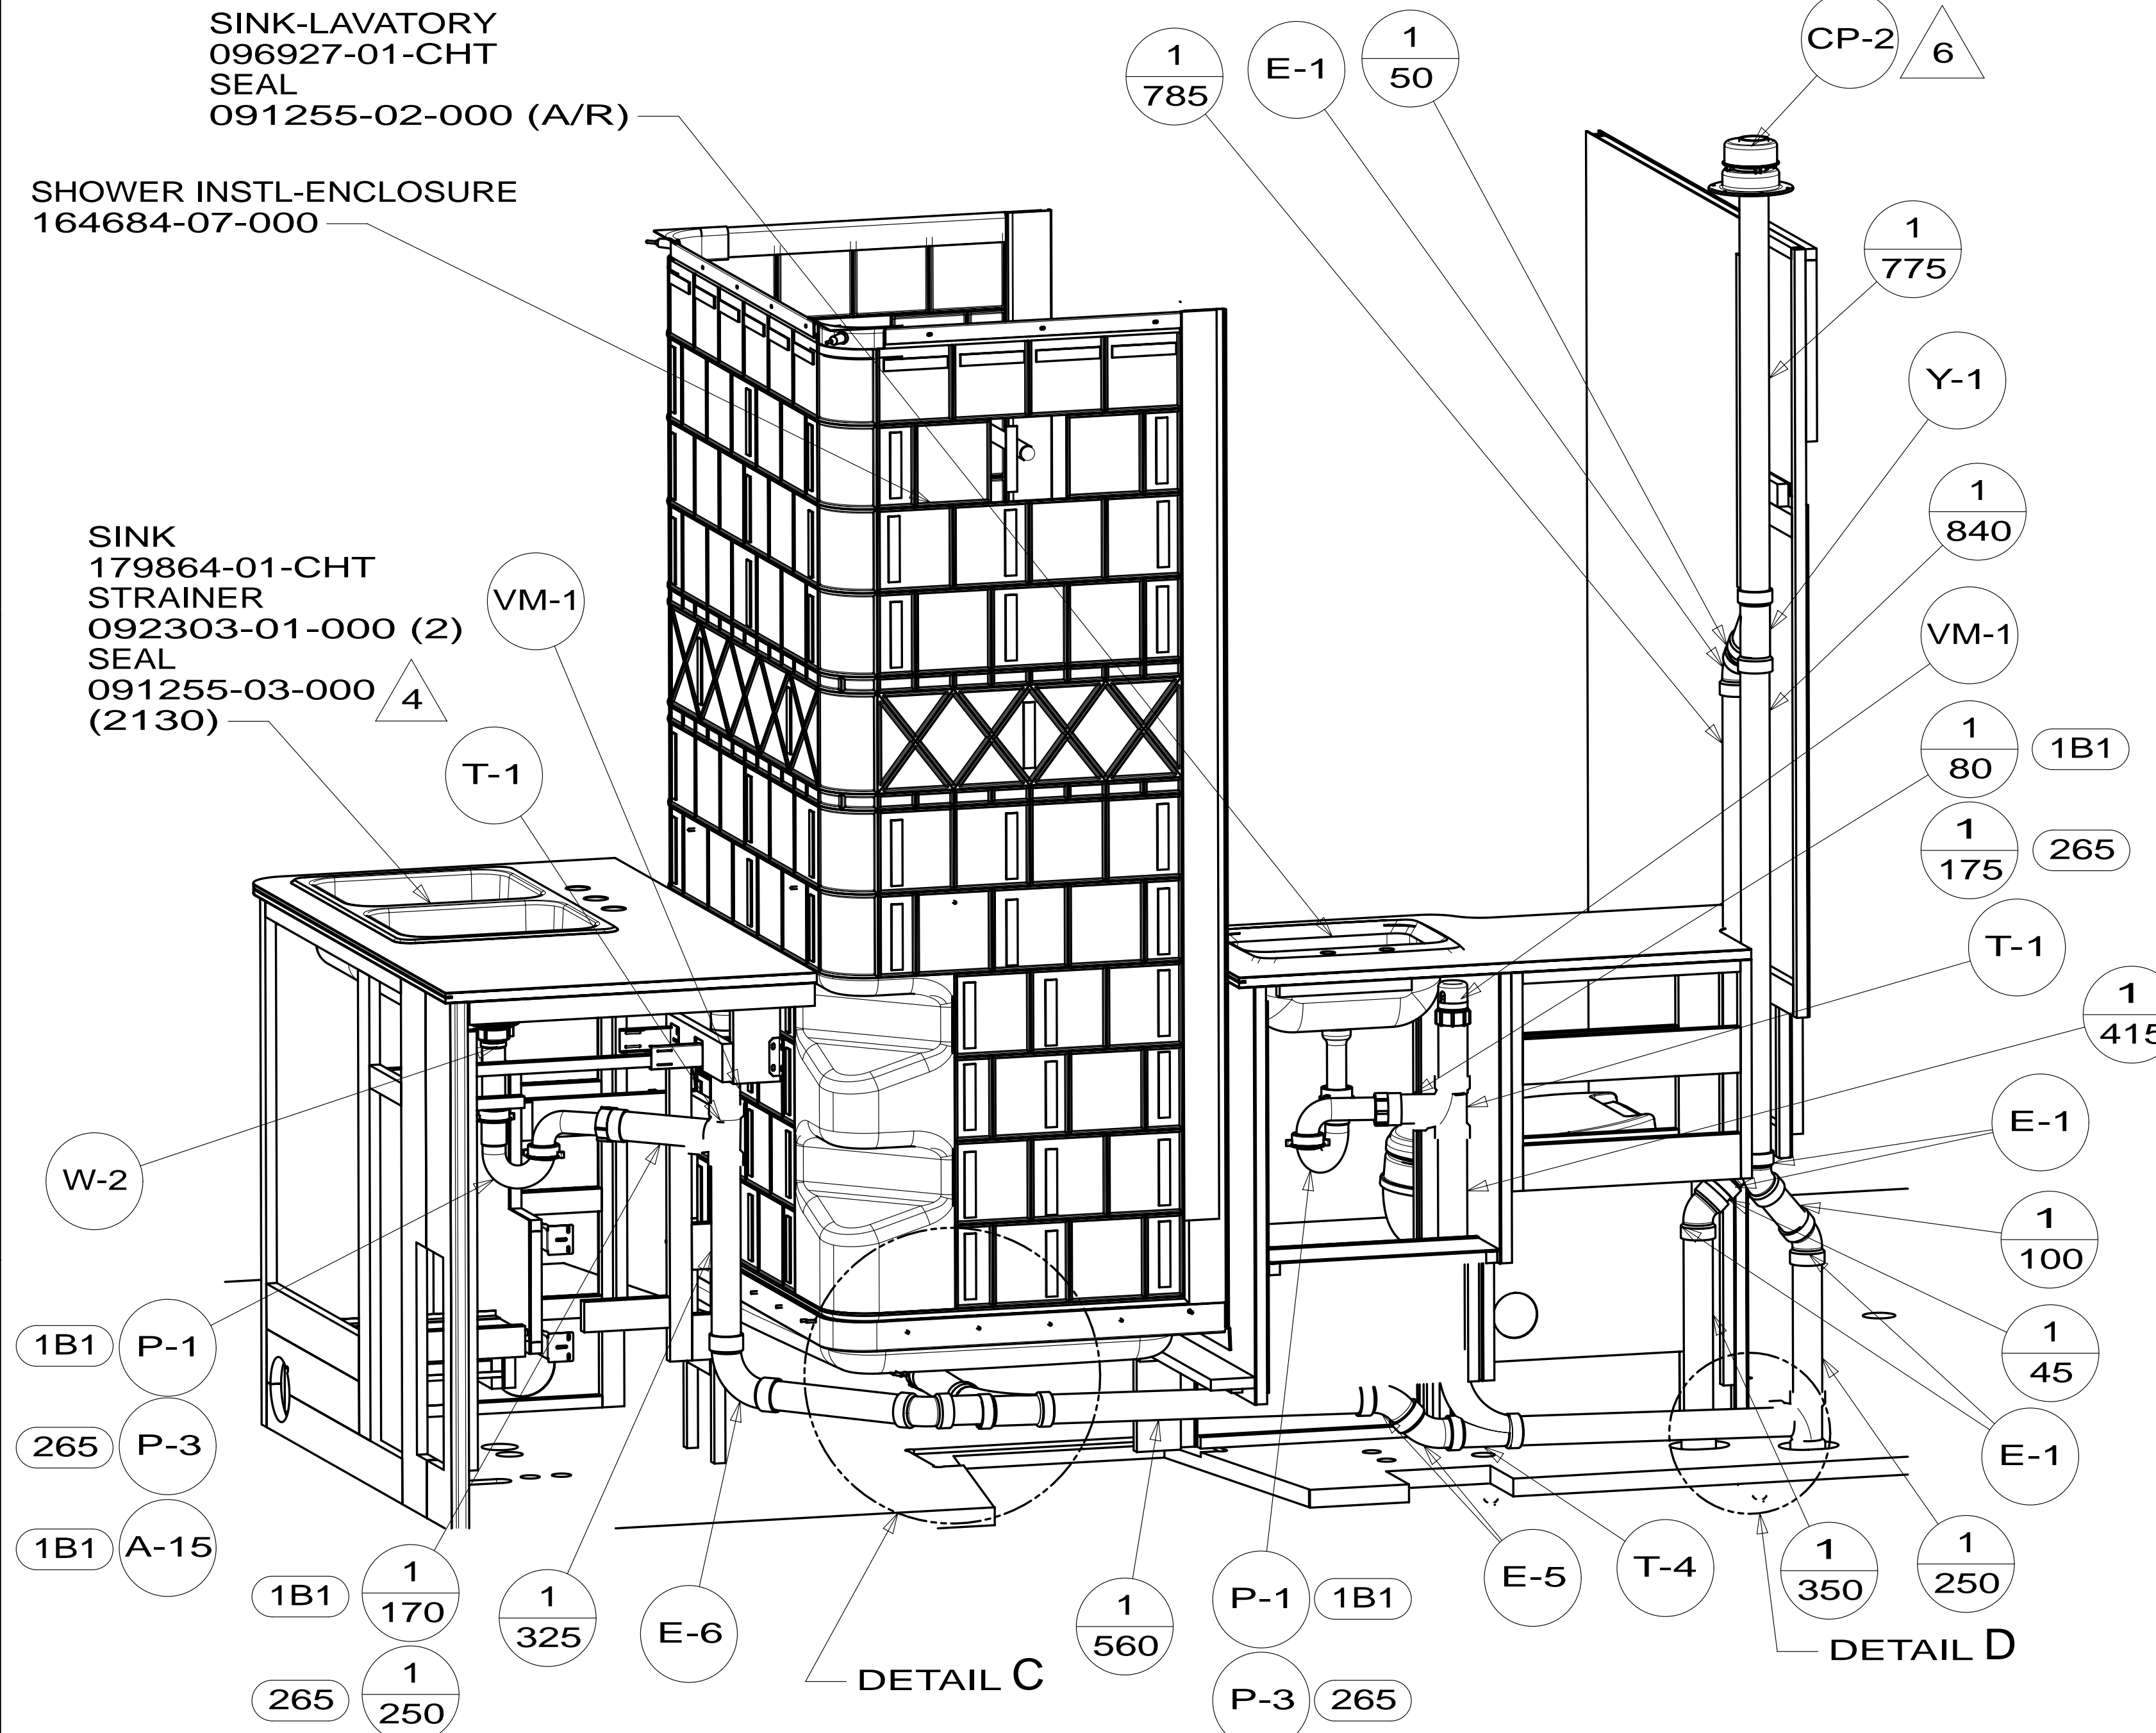 SINK-LAVATORY
096927-01-CHT
SEAL
091255-02-000 (A/R)
SHOWER INSTL-ENCLOSURE
164684-07-000
SINK
179864-01-CHT
STRAINER
092303-01-000 (2)
SEAL
091255-03-000
(2130)
4
VM-1
T-1
W-2
1
785
E-1
1
50
CP-2
6
1
775
Y-1
1
840
VM-1
1
80
1B1
1
175
265
T-1
1
415
E-1
1
100
1
45
E-1
1B1
P-1
265
P-3
1B1
A-15
1B1
1
170
265
1
250
1
325
E-6
DETAIL C
1
560
P-1
1B1
P-3
265
E-5
T-4
1
350
1
250
DETAIL D